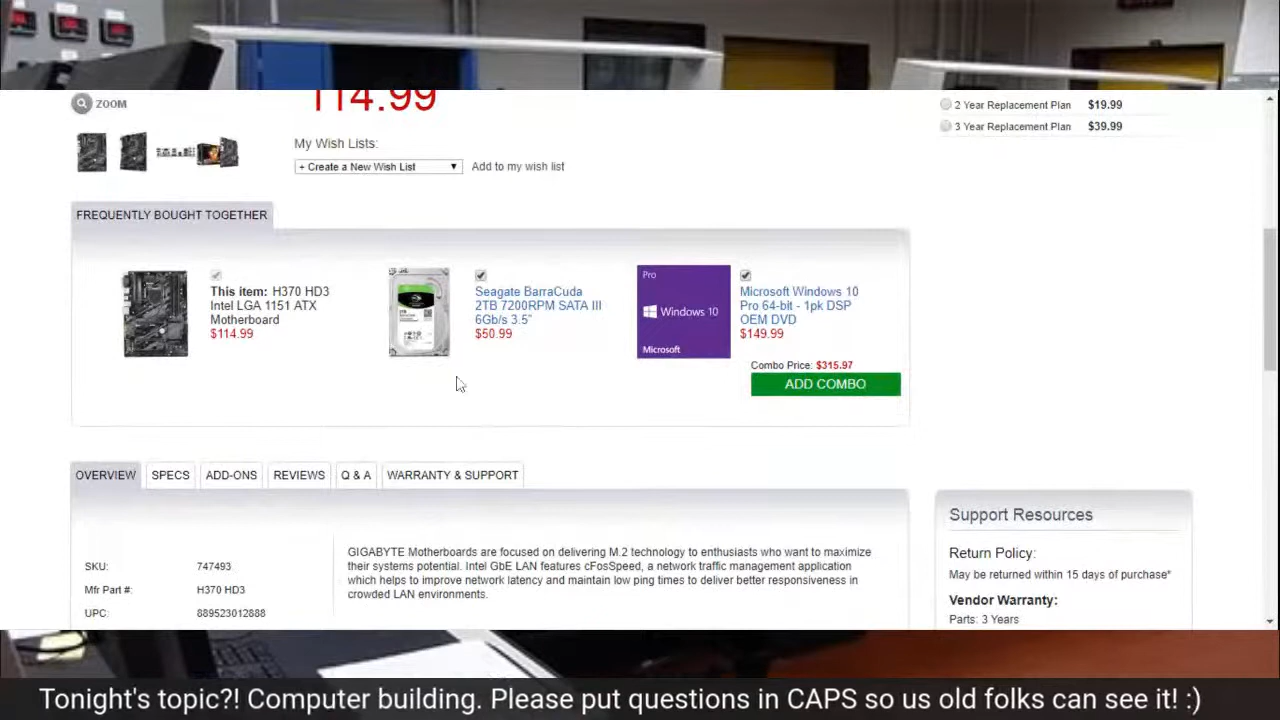 ZOOM
114.99
2 Year Replacement Plan $19.99
3 Year Replacement Plan $39.99
My Wish Lists:
+ Create a New Wish List Add to my wish list
FREQUENTLY BOUGHT TOGETHER
This item: H370 HD3
Intel LGA 1151 ATX
Motherboard
$114.99
Seagate BarraCuda
2TB 7200RPM SATA III
6Gb/s 3.5"
$50.99
Pro
Windows 10
Microsoft
Microsoft Windows 10
Pro 64-bit - 1pk DSP
OEM DVD
$149.99
Combo Price: $315.97
ADD COMBO
OVERVIEW SPECS ADD-ONS REVIEWS Q & A WARRANTY & SUPPORT
SKU: 747493
Mfr Part #: H370 HD3
UPC: 889523012888
GIGABYTE Motherboards are focused on delivering M.2 technology to enthusiasts who want to maximize
their systems potential. Intel GbE LAN features cFosSpeed, a network traffic management application
which helps to improve network latency and maintain low ping times to deliver better responsiveness in
crowded LAN environments.
Support Resources
Return Policy:
May be returned within 15 days of purchase*
Vendor Warranty:
Parts: 3 Years
Tonight's topic?! Computer building. Please put questions in CAPS so us old folks can see it! :)